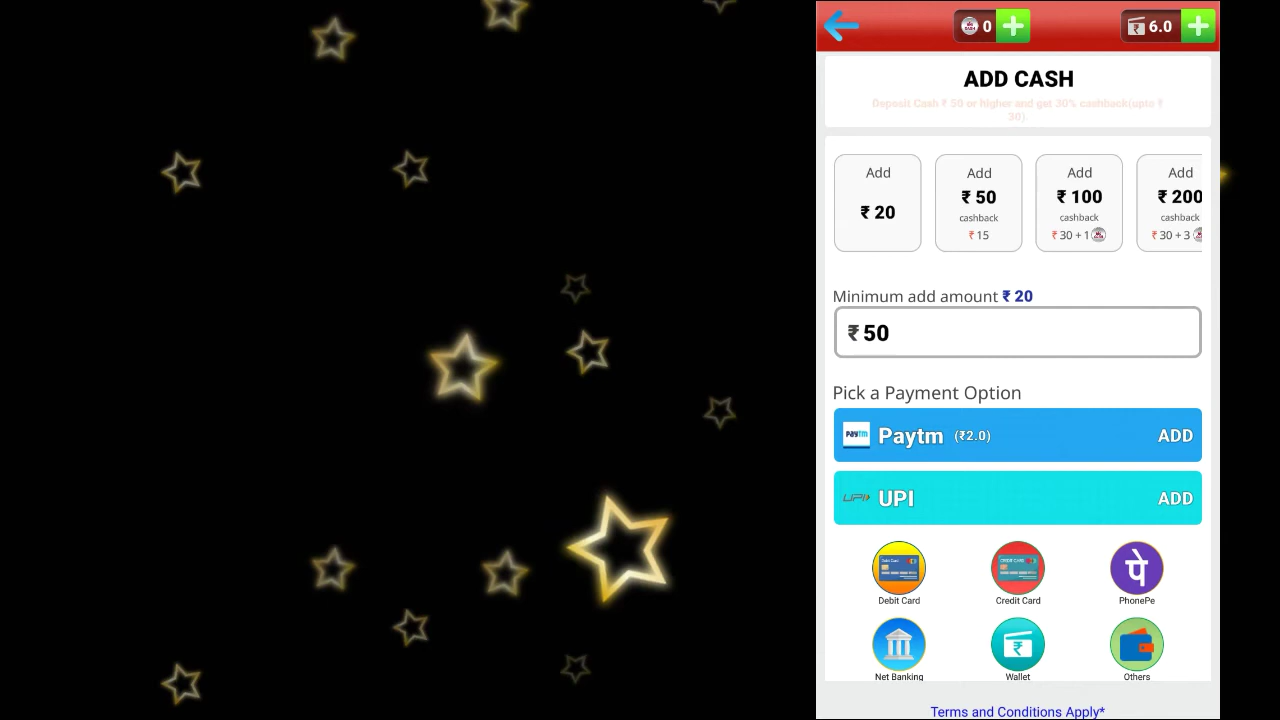 0 +
₹ 6.0 +
ADD CASH
Deposit Cash ₹ 50 or higher and get 30% cashback(upto ₹
30).
Add
₹ 20
Add
₹ 50
cashback
₹ 15
Add
₹ 100
cashback
₹ 30 + 1
Add
₹ 200
cashback
₹ 30 + 3
Minimum add amount ₹ 20
₹ 50
Pick a Payment Option
Paytm Paytm (₹2.0) ADD
UPI UPI ADD
Debit Card
Credit Card
पे
PhonePe
Net Banking
₹
Wallet
Others
Terms and Conditions Apply*